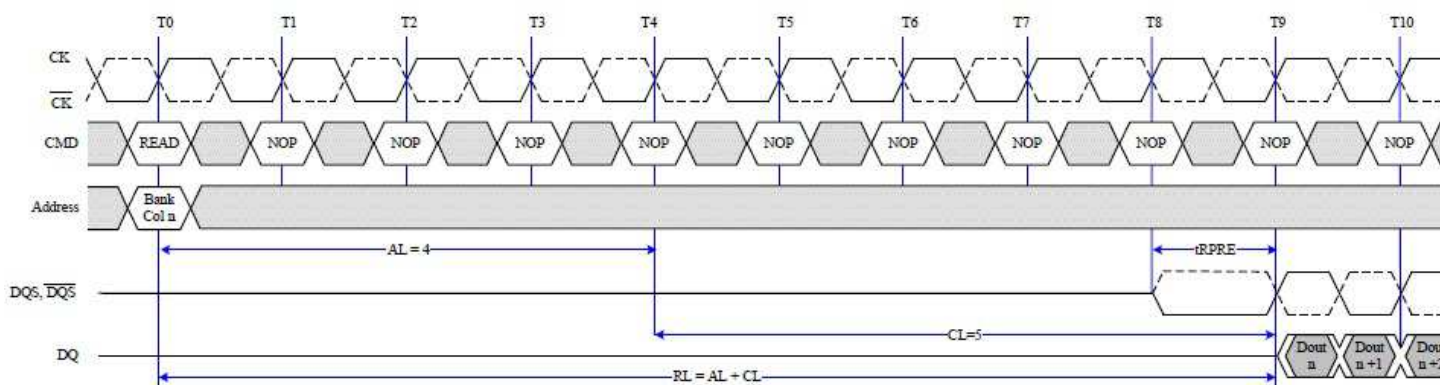 T0 T1 T2 T3 T4 T5 T6 T7 T8 T9 T10
CK
CK
CMD READ NOP NOP NOP NOP NOP NOP NOP NOP NOP NOP
Address Bank
Col n
AL = 4 tRPRE
DQS, DQS
CL=5
DQ Dout Dout Dou
n n +1 n +
RL = AL + CL